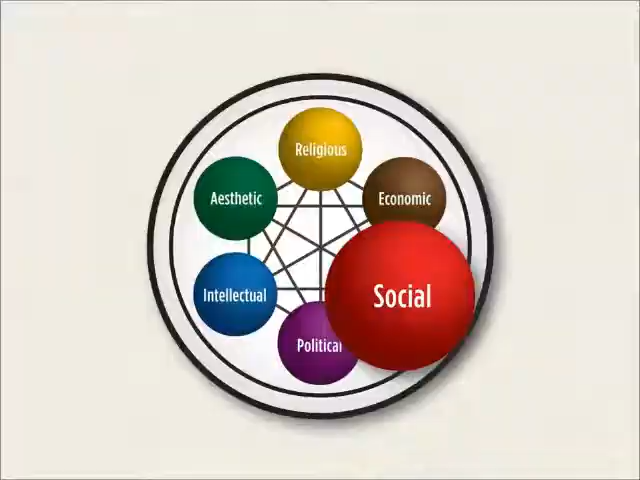 Religious
Aesthetic
Economic
Intellectual
Social
Political